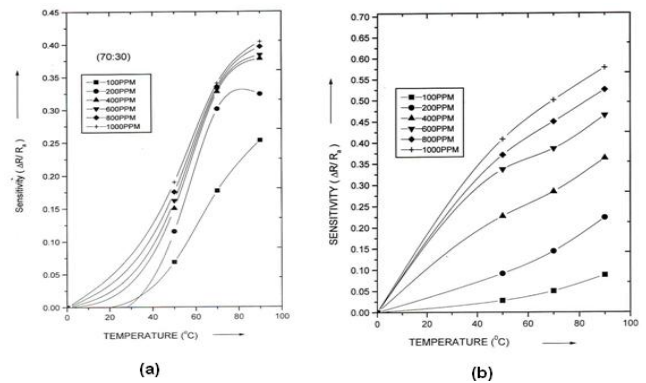 0.45
0.40
0.35
0.30
0.25
0.20
0.15
0.10
0.05
0.00
Sensitivity ( ΔR/ Rₐ )
(70:30)
100PPM
200PPM
400PPM
600PPM
800PPM
1000PPM
0 20 40 60 80 100
TEMPERATURE (°C)
(a)
0.70
0.65
0.60
0.55
0.50
0.45
0.40
0.35
0.30
0.25
0.20
0.15
0.10
0.05
0.00
SENSITIVITY ( ΔR/ Rₐ )
100PPM
200PPM
400PPM
600PPM
800PPM
1000PPM
0 20 40 60 80 100
TEMPERATURE (°C)
(b)